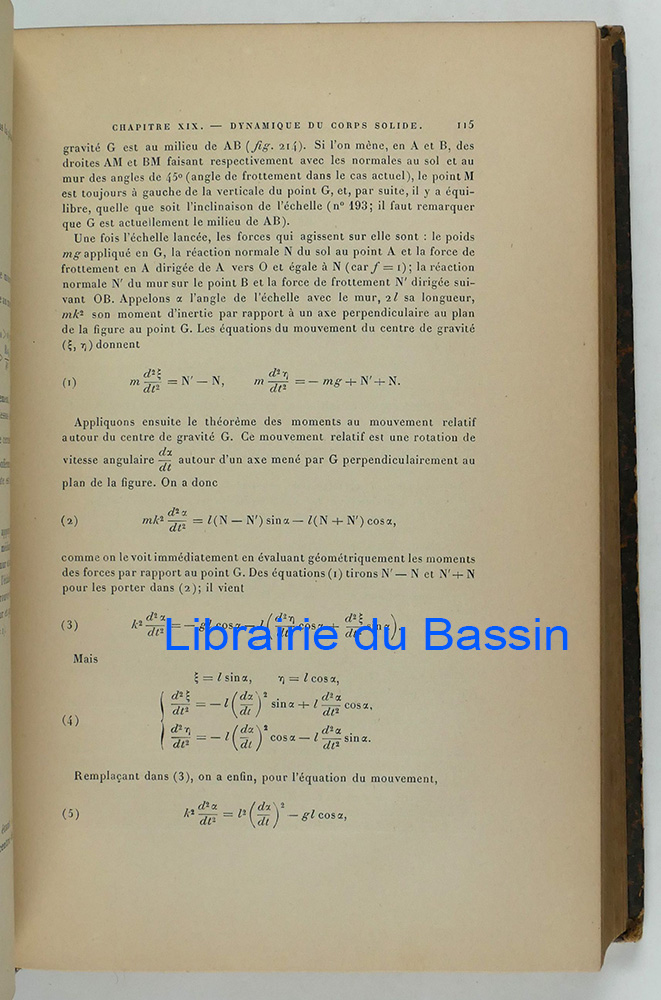 CHAPITRE XIX. — DYNAMIQUE DU CORPS SOLIDE. 115
gravité G est au milieu de AB (fig. 214). Si l'on mène, en A et B, des
droites AM et BM faisant respectivement avec les normales au sol et au
mur des angles de 45° (angle de frottement dans le cas actuel), le point M
est toujours à gauche de la verticale du point G, et, par suite, il y a équi-
libre, quelle que soit l'inclinaison de l'échelle (n° 193; il faut remarquer
que G est actuellement le milieu de AB).
Une fois l'échelle lancée, les forces qui agissent sur elle sont : le poids
mg appliqué en G, la réaction normale N du sol au point A et la force de
frottement en A dirigée de A vers O et égale à N (car f = 1); la réaction
normale N' du mur sur le point B et la force de frottement N' dirigée sui-
vant OB. Appelons α l'angle de l'échelle avec le mur, 2l sa longueur,
mk² son moment d'inertie par rapport à un axe perpendiculaire au plan
de la figure au point G. Les équations du mouvement du centre de gravité
(ξ, η) donnent
(1) m d²ξ/dt² = N' — N, m d²η/dt² = — mg + N' + N.
Appliquons ensuite le théorème des moments au mouvement relatif
autour du centre de gravité G. Ce mouvement relatif est une rotation de
vitesse angulaire dα/dt autour d'un axe mené par G perpendiculairement au
plan de la figure. On a donc
(2) mk² d²α/dt² = l(N — N') sin α — l(N + N') cos α,
comme on le voit immédiatement en évaluant géométriquement les moments
des forces par rapport au point G. Des équations (1) tirons N' — N et N' + N
pour les porter dans (2); il vient
(3) k² d²α/dt² = — gl cos α — l(d²η/dt² cos α + d²ξ/dt² sin α).
Librairie du Bassin
Mais
ξ = l sin α, η = l cos α,
(4) { d²ξ/dt² = — l (dα/dt)² sin α + l d²α/dt² cos α,
d²η/dt² = — l (dα/dt)² cos α — l d²α/dt² sin α.
Remplaçant dans (3), on a enfin, pour l'équation du mouvement,
(5) k² d²α/dt² = l² (dα/dt)² — gl cos α,